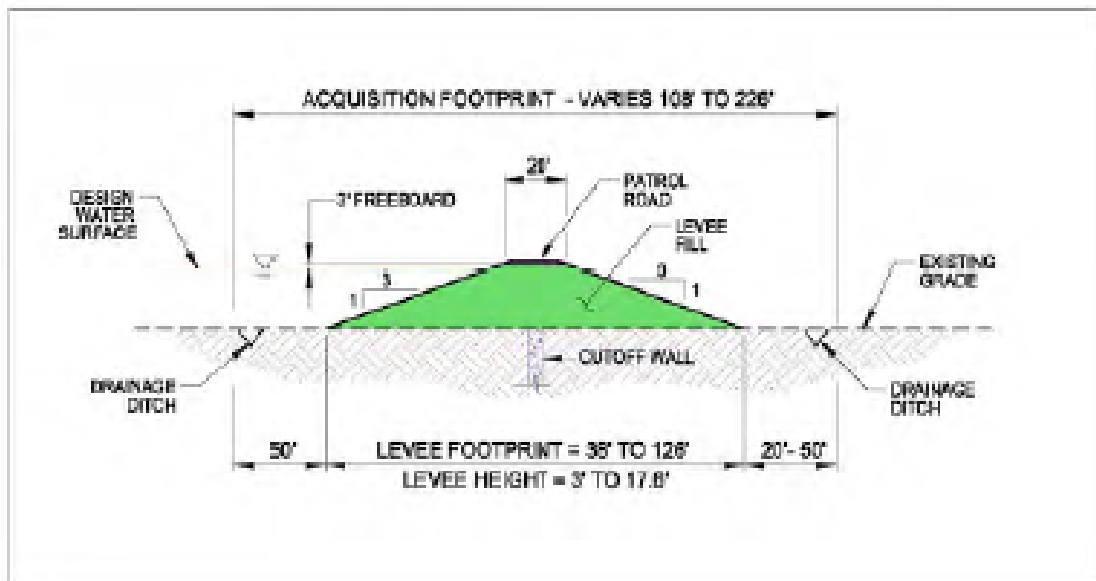 ACQUISITION FOOTPRINT - VARIES 108' TO 226'
20'
PATROL
ROAD
3' FREEBOARD
DESIGN
WATER
SURFACE
LEVEE
FILL
EXISTING
GRADE
3
1
3
1
CUTOFF WALL
DRAINAGE
DITCH
DRAINAGE
DITCH
50'
LEVEE FOOTPRINT = 38' TO 126'
20'- 50'
LEVEE HEIGHT = 3' TO 17.6'